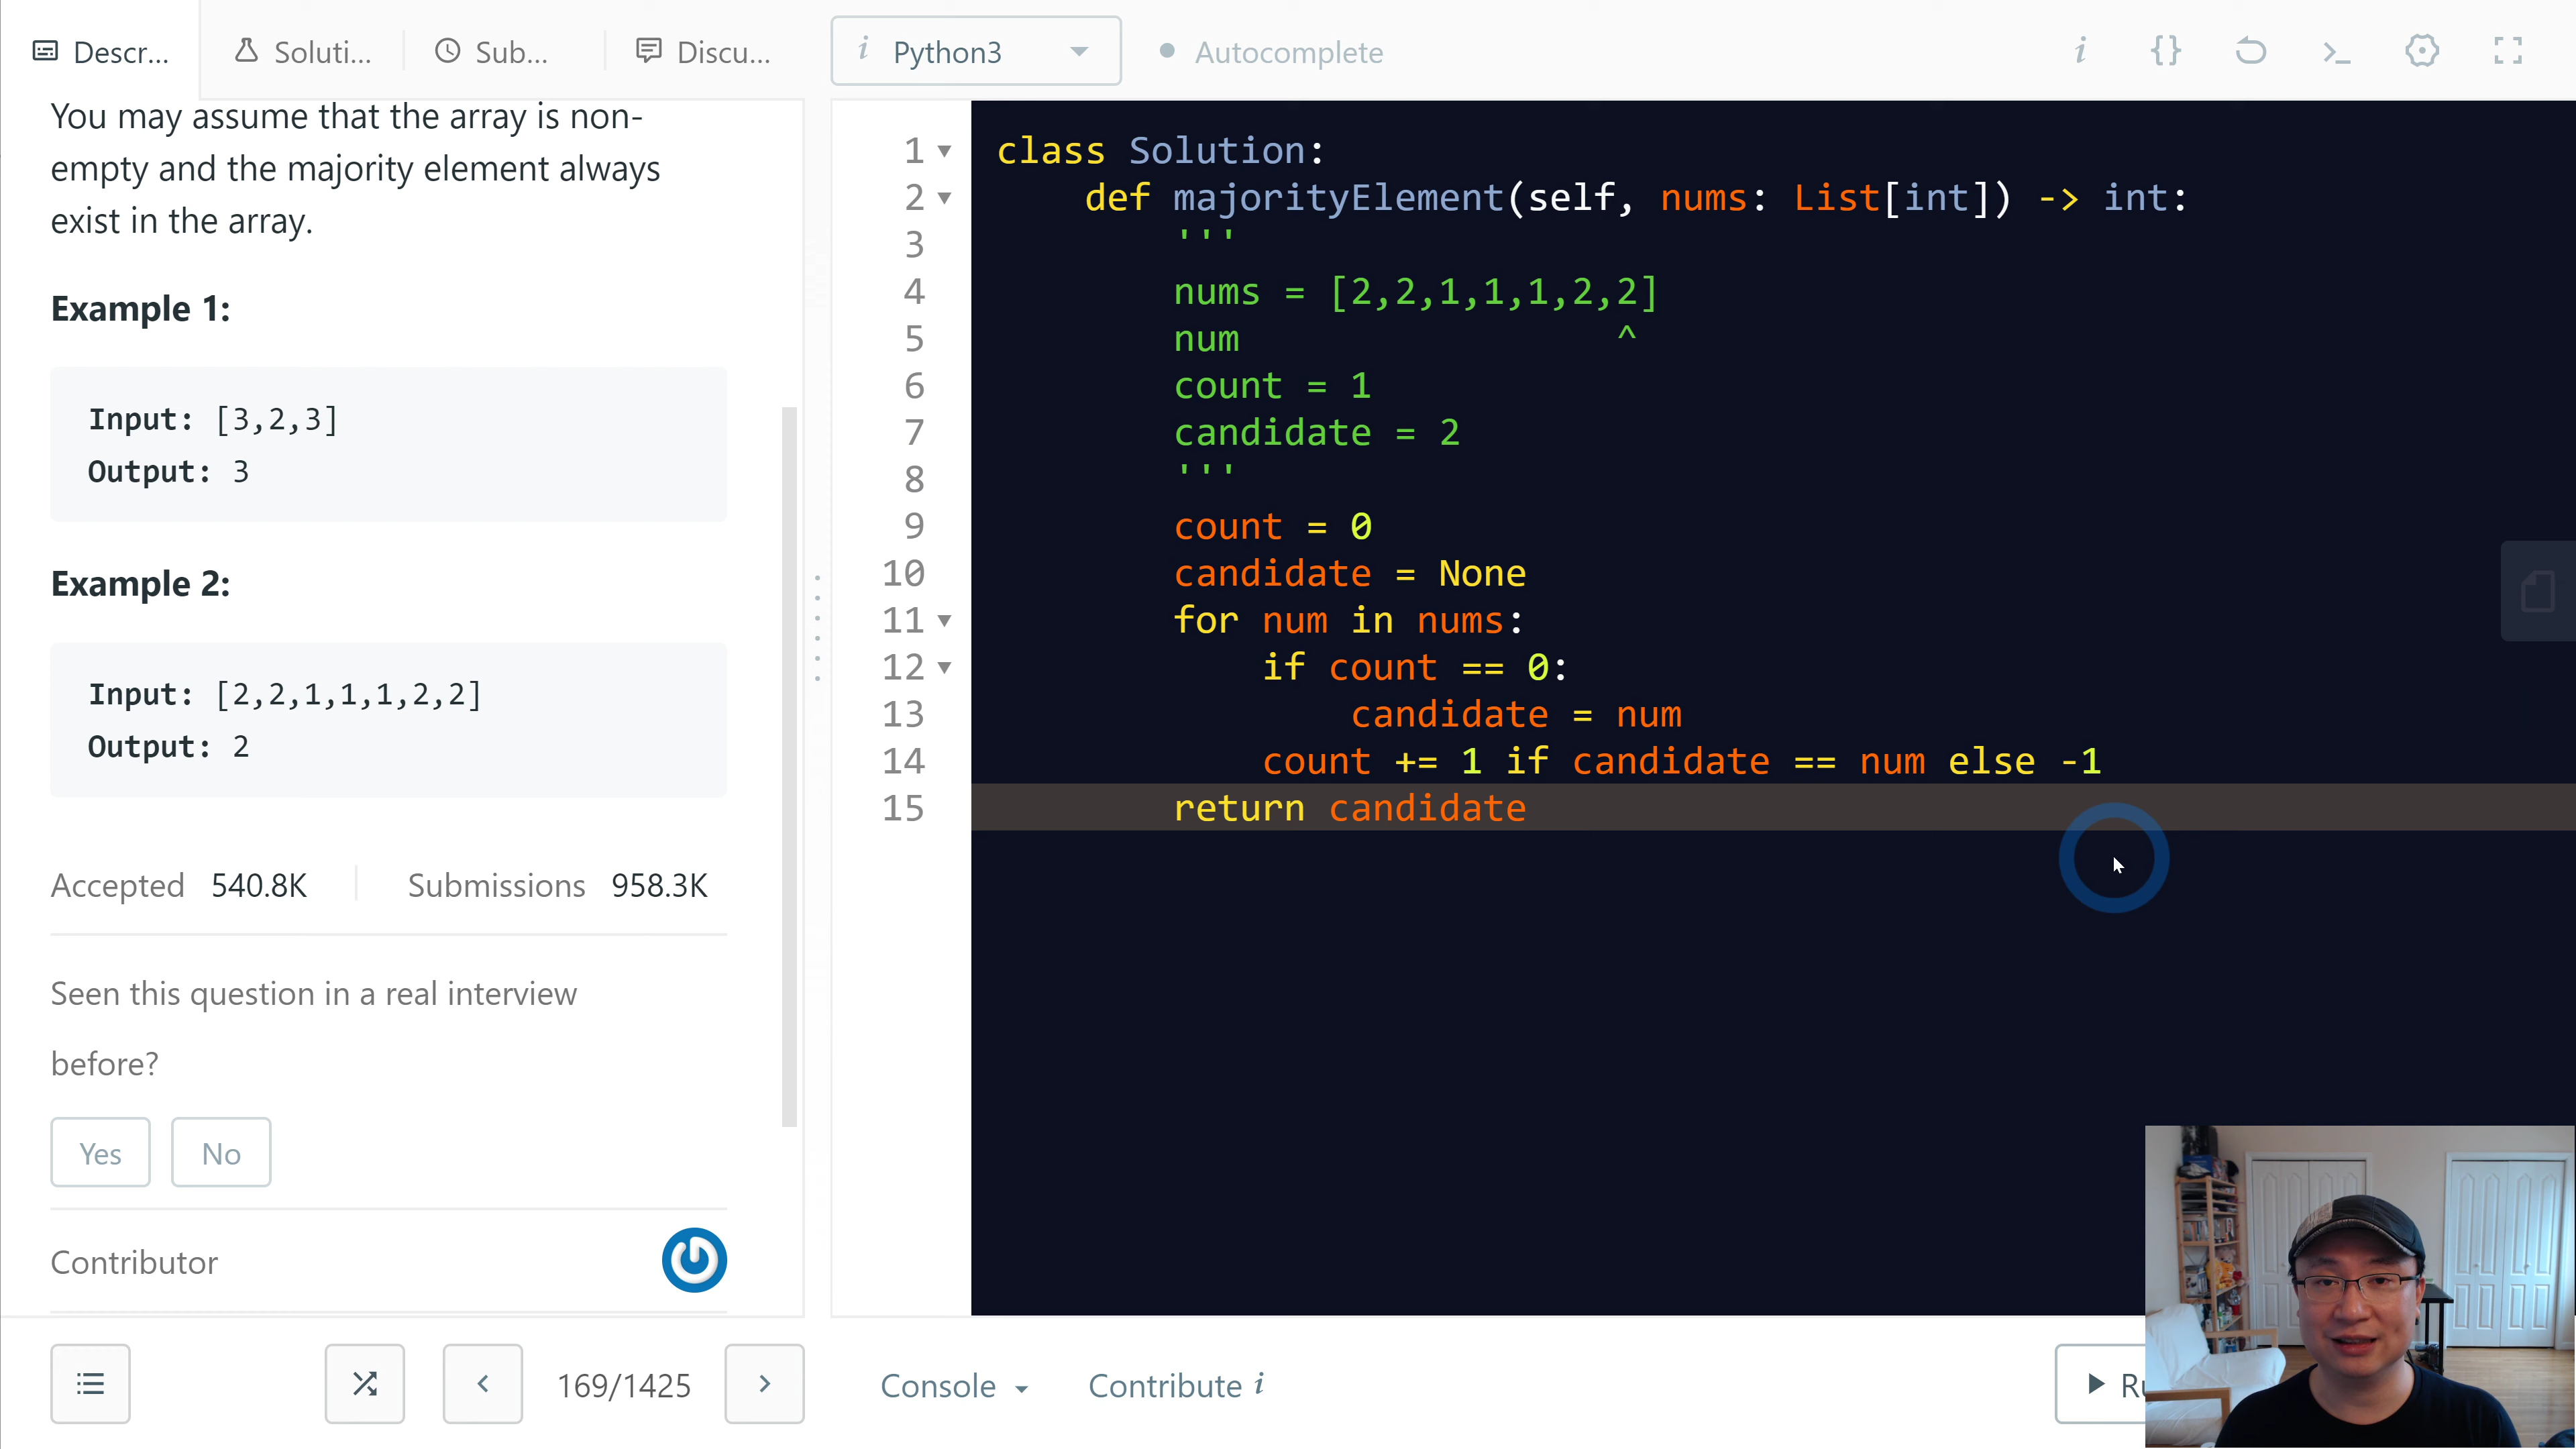 Descr...
Soluti...
Sub...
Discu...
i Python3
Autocomplete
i {} >_
You may assume that the array is non-
empty and the majority element always
exist in the array.
Example 1:
Input: [3,2,3]
Output: 3
Example 2:
Input: [2,2,1,1,1,2,2]
Output: 2
Accepted 540.8K
Submissions 958.3K
Seen this question in a real interview
before?
Yes
No
Contributor
169/1425
1 class Solution:
2 def majorityElement(self, nums: List[int]) -> int:
3 '''
4 nums = [2,2,1,1,1,2,2]
5 num ^
6 count = 1
7 candidate = 2
8 '''
9 count = 0
10 candidate = None
11 for num in nums:
12 if count == 0:
13 candidate = num
14 count += 1 if candidate == num else -1
15 return candidate
Console
Contribute i